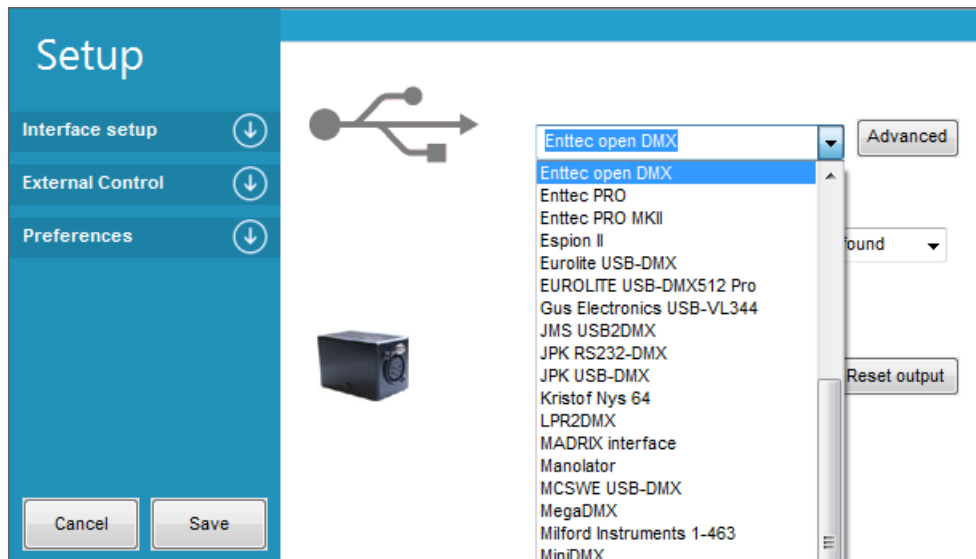 Setup
Interface setup
External Control
Preferences
Cancel
Save
Enttec open DMX
Advanced
Enttec open DMX
Enttec PRO
Enttec PRO MKII
Espion II
Eurolite USB-DMX
EUROLITE USB-DMX512 Pro
Gus Electronics USB-VL344
JMS USB2DMX
JPK RS232-DMX
JPK USB-DMX
Kristof Nys 64
LPR2DMX
MADRIX interface
Manolator
MCSWE USB-DMX
MegaDMX
Milford Instruments 1-463
MiniDMX
found
Reset output